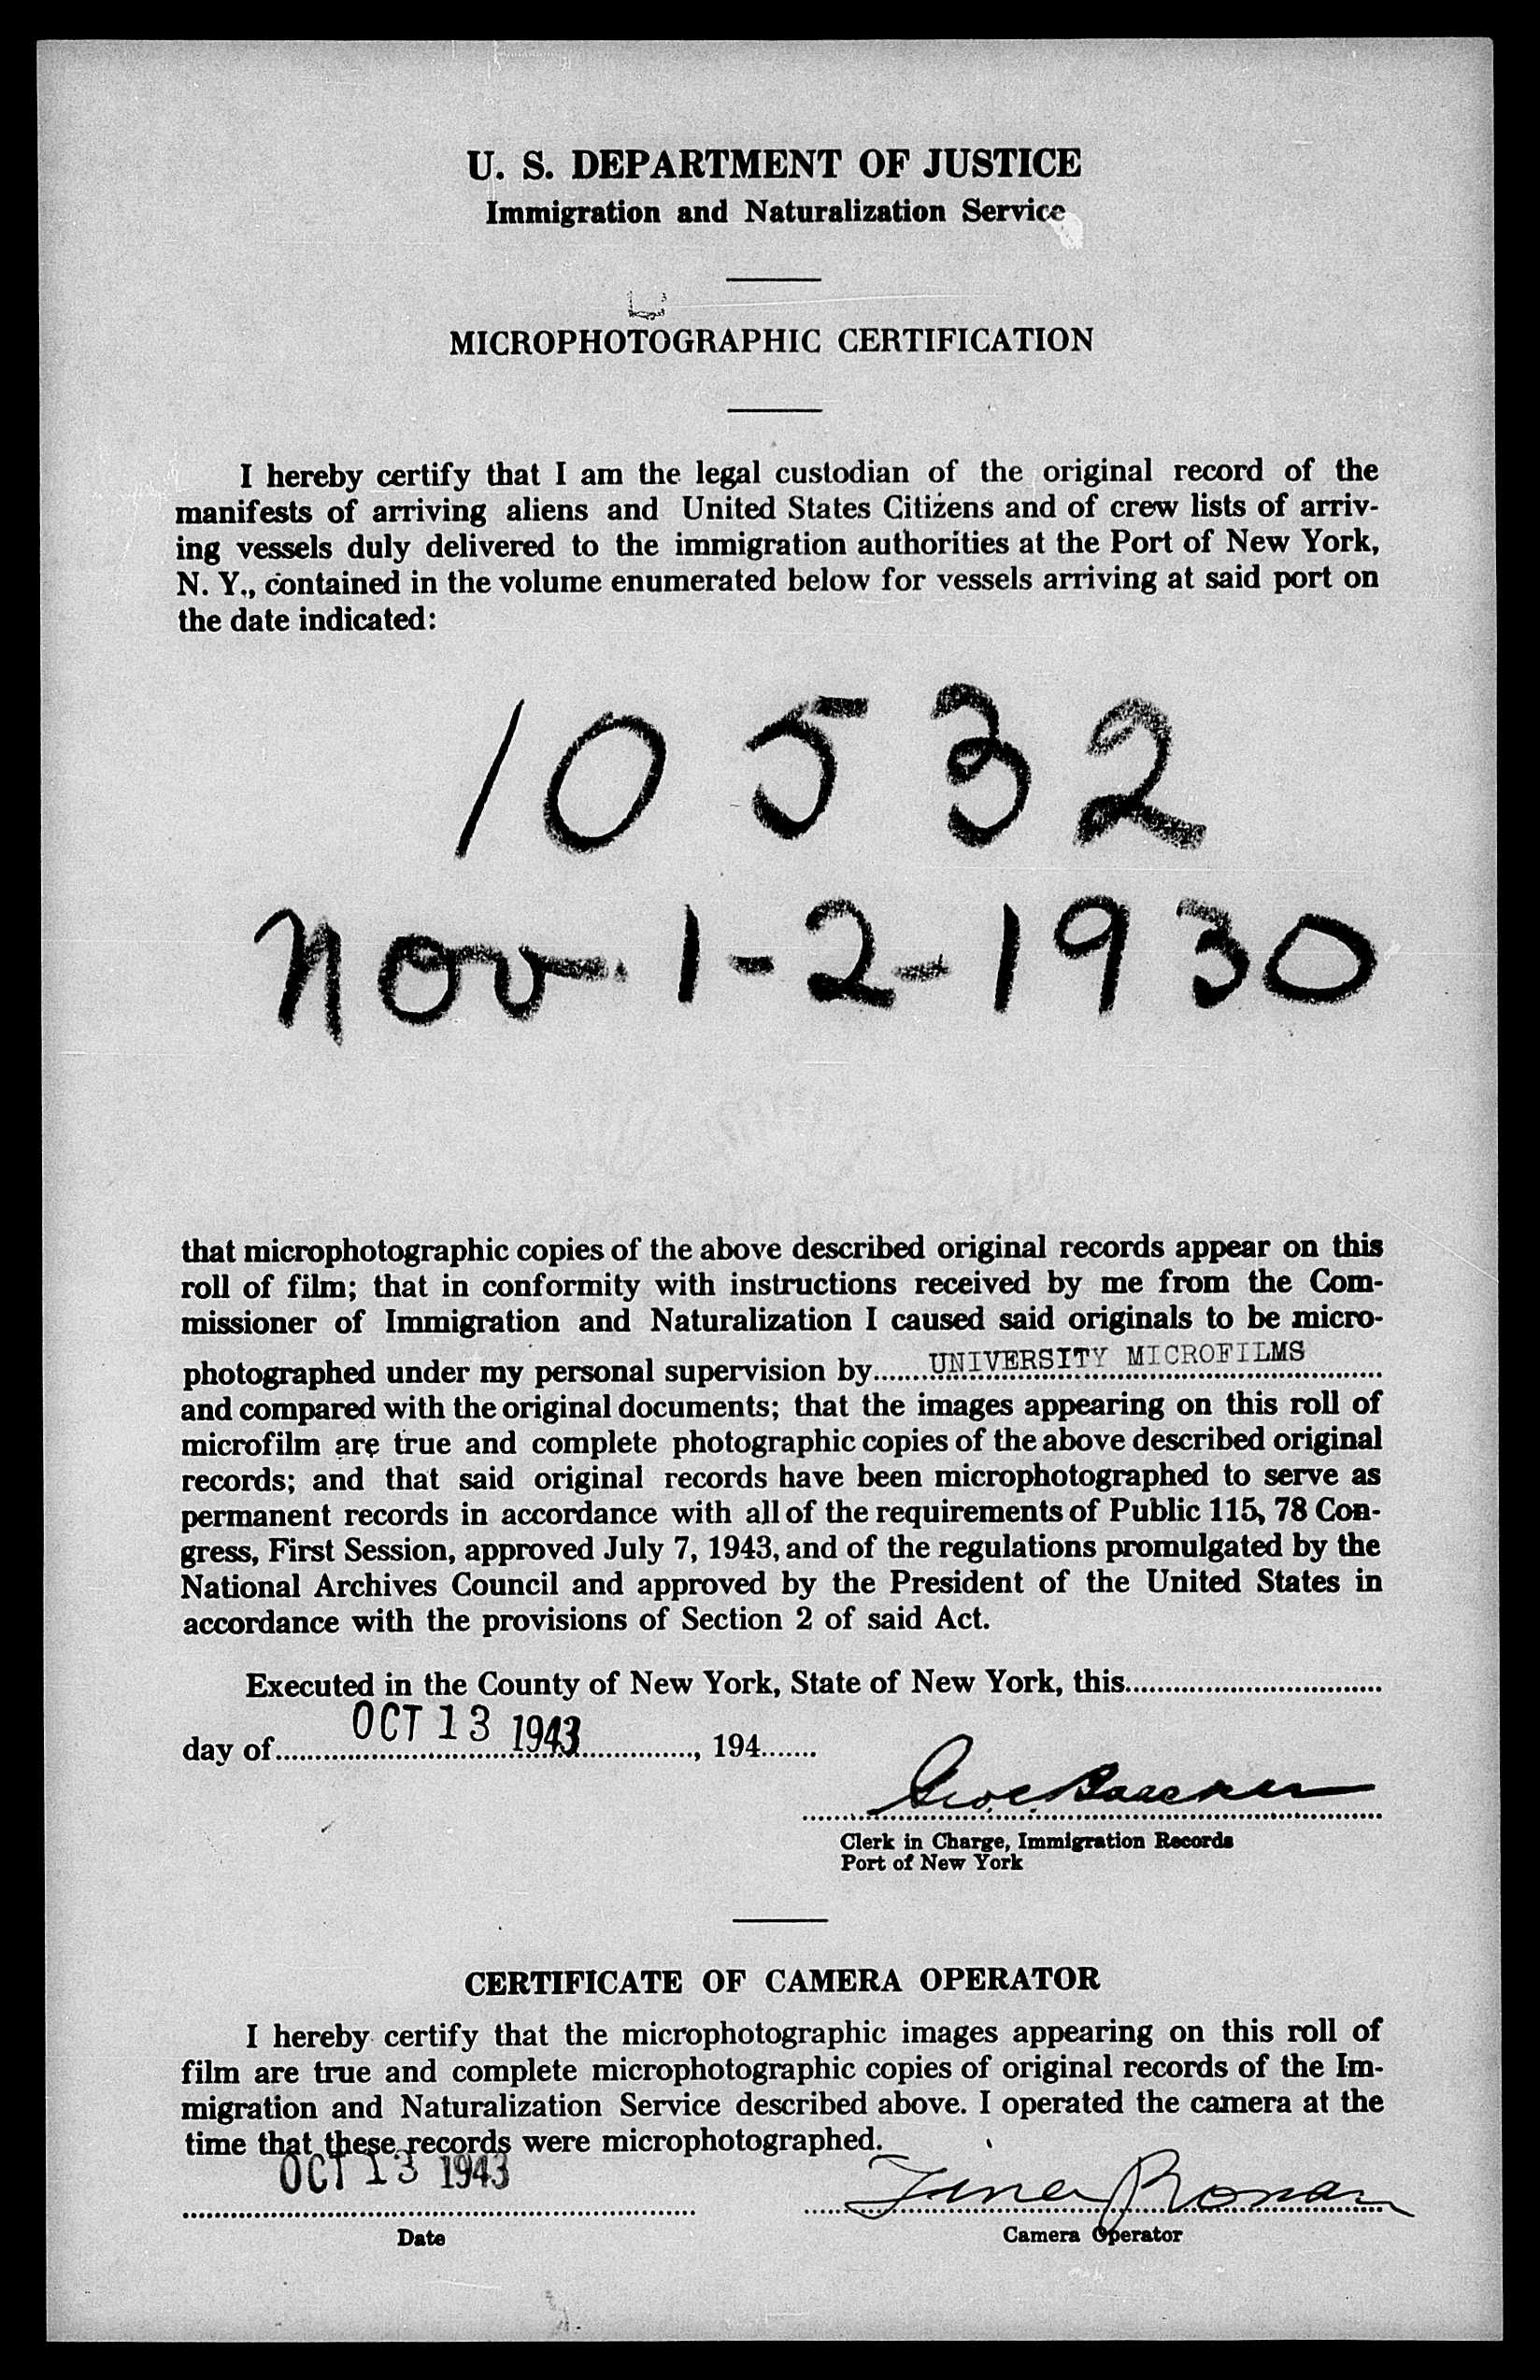 U. S. DEPARTMENT OF JUSTICE
Immigration and Naturalization Service
MICROPHOTOGRAPHIC CERTIFICATION
I hereby certify that I am the legal custodian of the original record of the
manifests of arriving aliens and United States Citizens and of crew lists of arriv-
ing vessels duly delivered to the immigration authorities at the Port of New York,
N. Y., contained in the volume enumerated below for vessels arriving at said port on
the date indicated:
10532
Nov. 1-2-1930
that microphotographic copies of the above described original records appear on this
roll of film; that in conformity with instructions received by me from the Com-
missioner of Immigration and Naturalization I caused said originals to be micro-
photographed under my personal supervision by UNIVERSITY MICROFILMS
and compared with the original documents; that the images appearing on this roll of
microfilm are true and complete photographic copies of the above described original
records; and that said original records have been microphotographed to serve as
permanent records in accordance with all of the requirements of Public 115, 78 Con-
gress, First Session, approved July 7, 1943, and of the regulations promulgated by the
National Archives Council and approved by the President of the United States in
accordance with the provisions of Section 2 of said Act.
Executed in the County of New York, State of New York, this
day of OCT 13 1943, 194
Clerk in Charge, Immigration Records
Port of New York
CERTIFICATE OF CAMERA OPERATOR
I hereby certify that the microphotographic images appearing on this roll of
film are true and complete microphotographic copies of original records of the Im-
migration and Naturalization Service described above. I operated the camera at the
time that these records were microphotographed.
OCT 13 1943
Date
Camera Operator